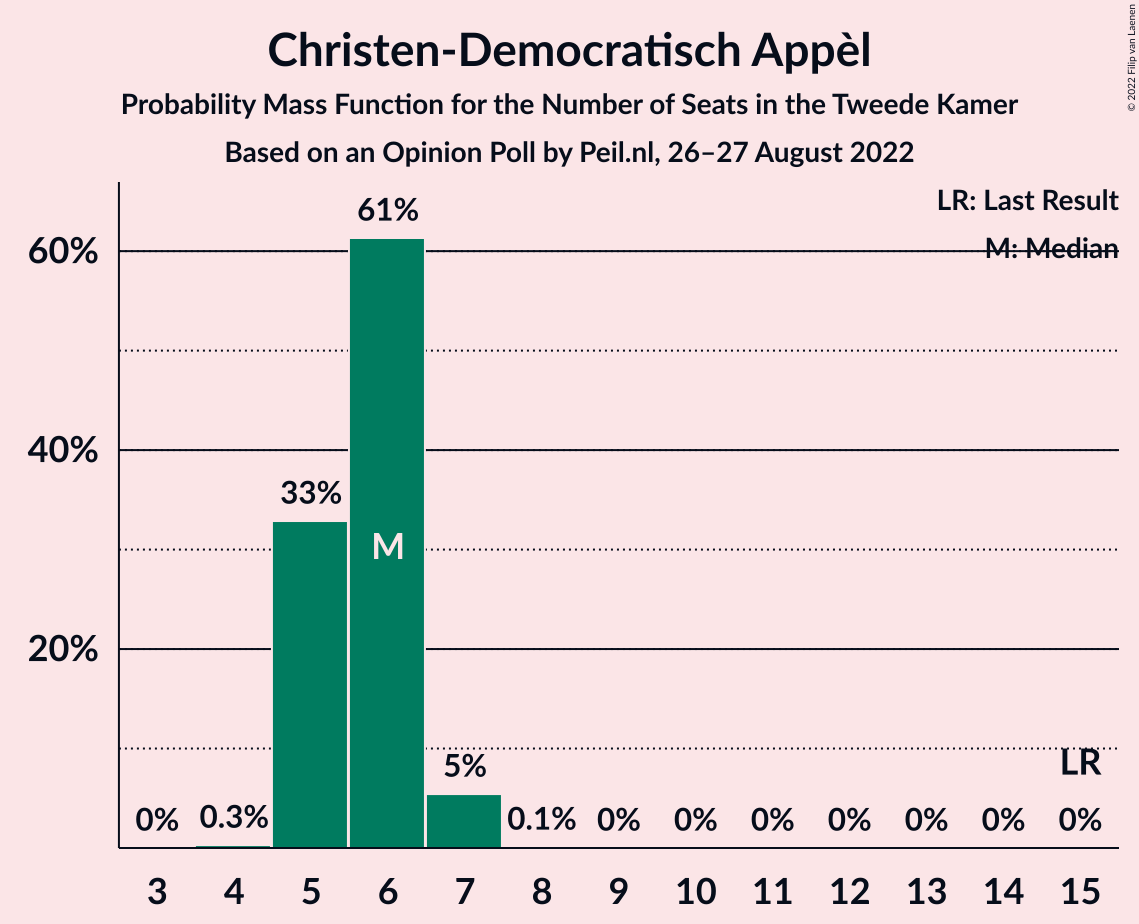 Christen-Democratisch Appèl
Probability Mass Function for the Number of Seats in the Tweede Kamer
Based on an Opinion Poll by Peil.nl, 26–27 August 2022
© 2022 Filip van Laenen
LR: Last Result
M: Median
61%
60%
40%
33%
M
20%
LR
5%
0% 0.3% 0.1% 0% 0% 0% 0% 0% 0% 0%
3 4 5 6 7 8 9 10 11 12 13 14 15